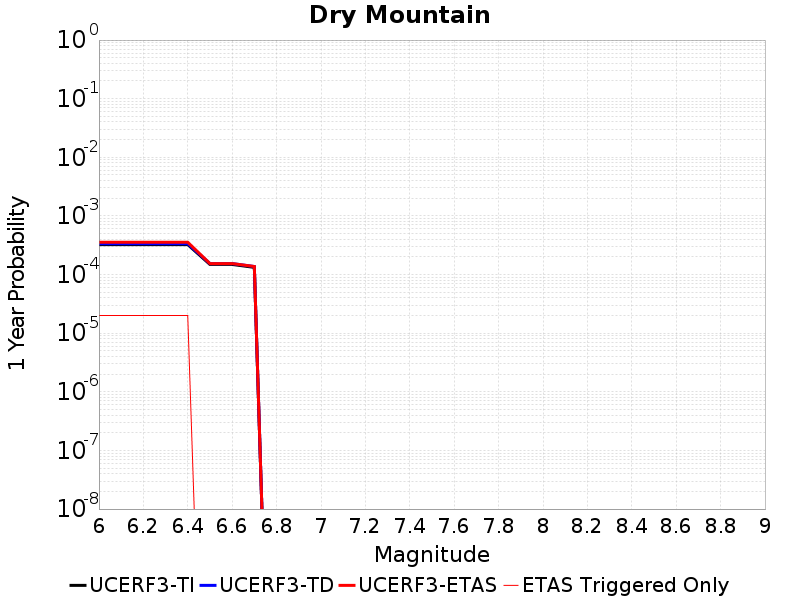 Dry Mountain
10^0
10^-1
10^-2
10^-3
10^-4
10^-5
10^-6
10^-7
10^-8
1 Year Probability
6 6.2 6.4 6.6 6.8 7 7.2 7.4 7.6 7.8 8 8.2 8.4 8.6 8.8 9
Magnitude
UCERF3-TI UCERF3-TD UCERF3-ETAS ETAS Triggered Only